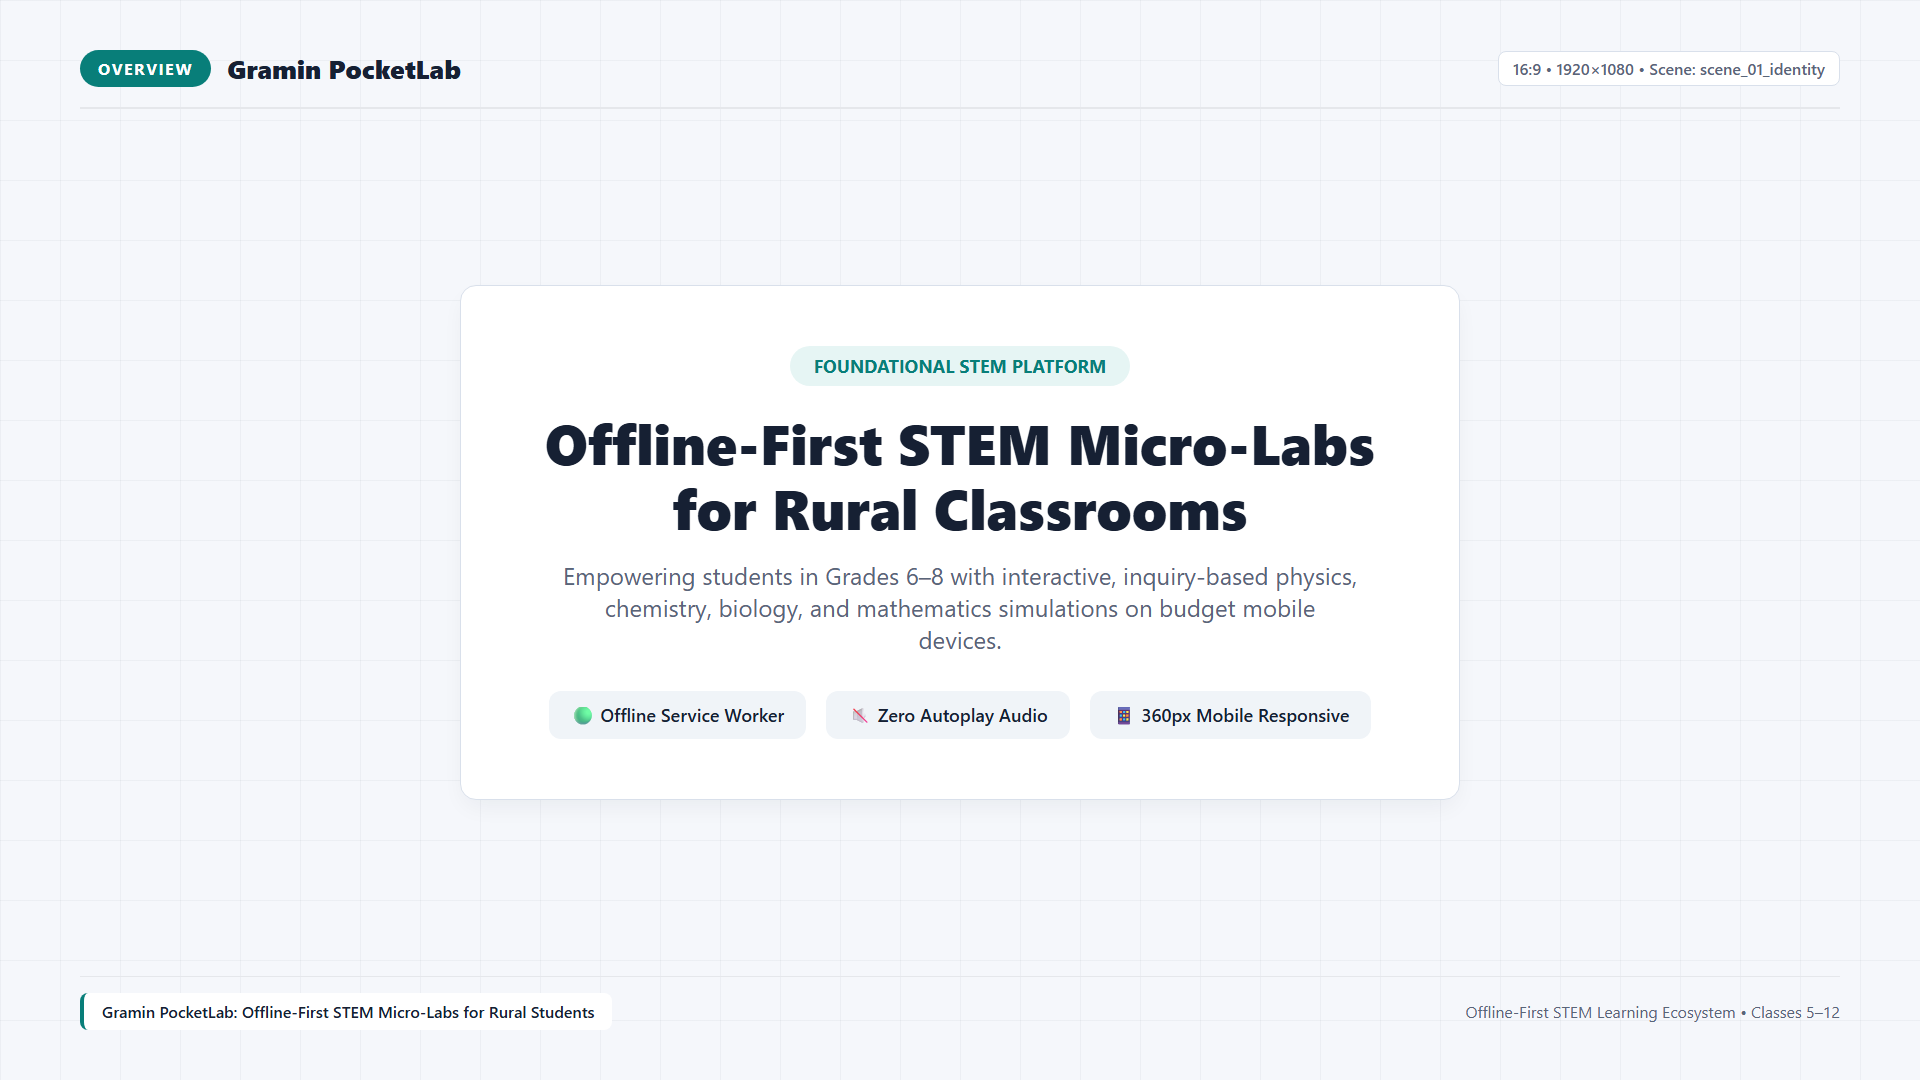 OVERVIEW
Gramin PocketLab
16:9 • 1920×1080 • Scene: scene_01_identity
FOUNDATIONAL STEM PLATFORM
Offline-First STEM Micro-Labs
for Rural Classrooms
Empowering students in Grades 6–8 with interactive, inquiry-based physics,
chemistry, biology, and mathematics simulations on budget mobile
devices.
Offline Service Worker
Zero Autoplay Audio
360px Mobile Responsive
Gramin PocketLab: Offline-First STEM Micro-Labs for Rural Students
Offline-First STEM Learning Ecosystem • Classes 5–12